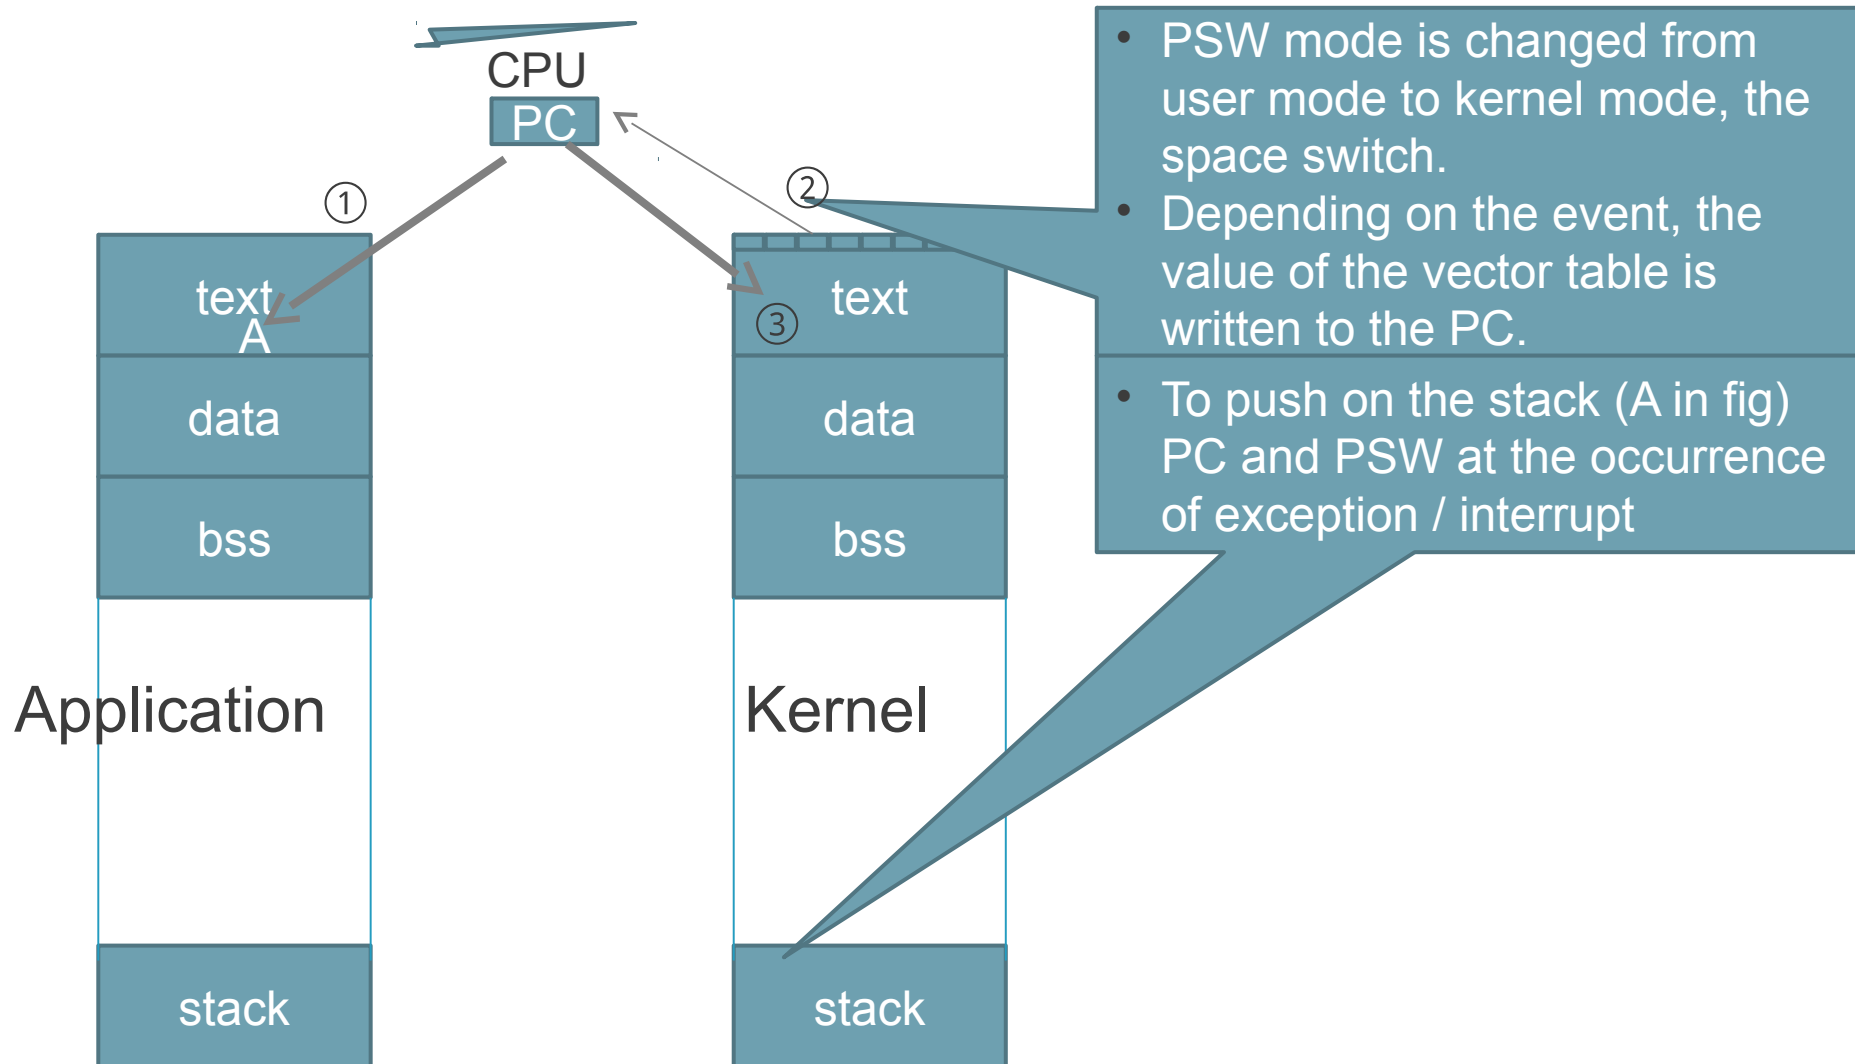 CPU
PC
①
②
text
A
data
bss
Application
stack
③
text
data
bss
Kernel
stack
• PSW mode is changed from
user mode to kernel mode, the
space switch.
• Depending on the event, the
value of the vector table is
written to the PC.
• To push on the stack (A in fig)
PC and PSW at the occurrence
of exception / interrupt